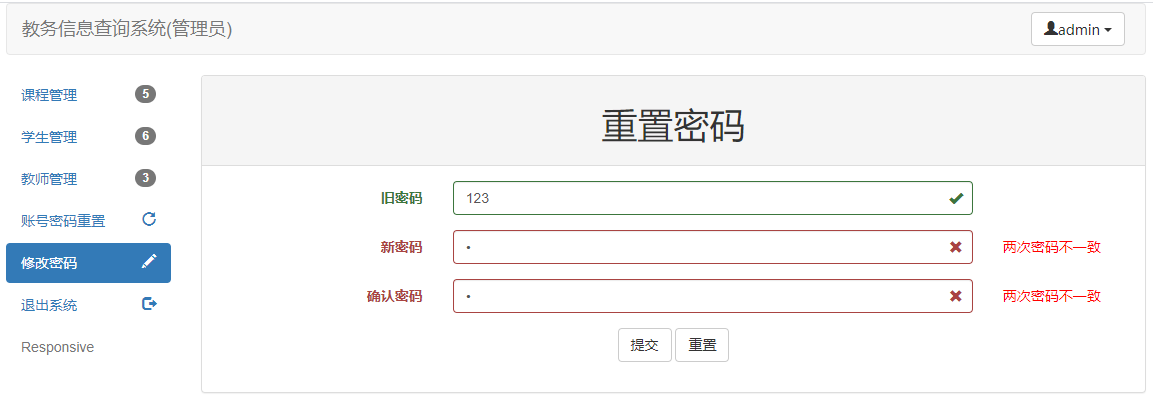 教务信息查询系统(管理员)
admin
课程管理 5
学生管理 6
教师管理 3
账号密码重置
修改密码
退出系统
Responsive
重置密码
旧密码 123
新密码 • 两次密码不一致
确认密码 • 两次密码不一致
提交 重置